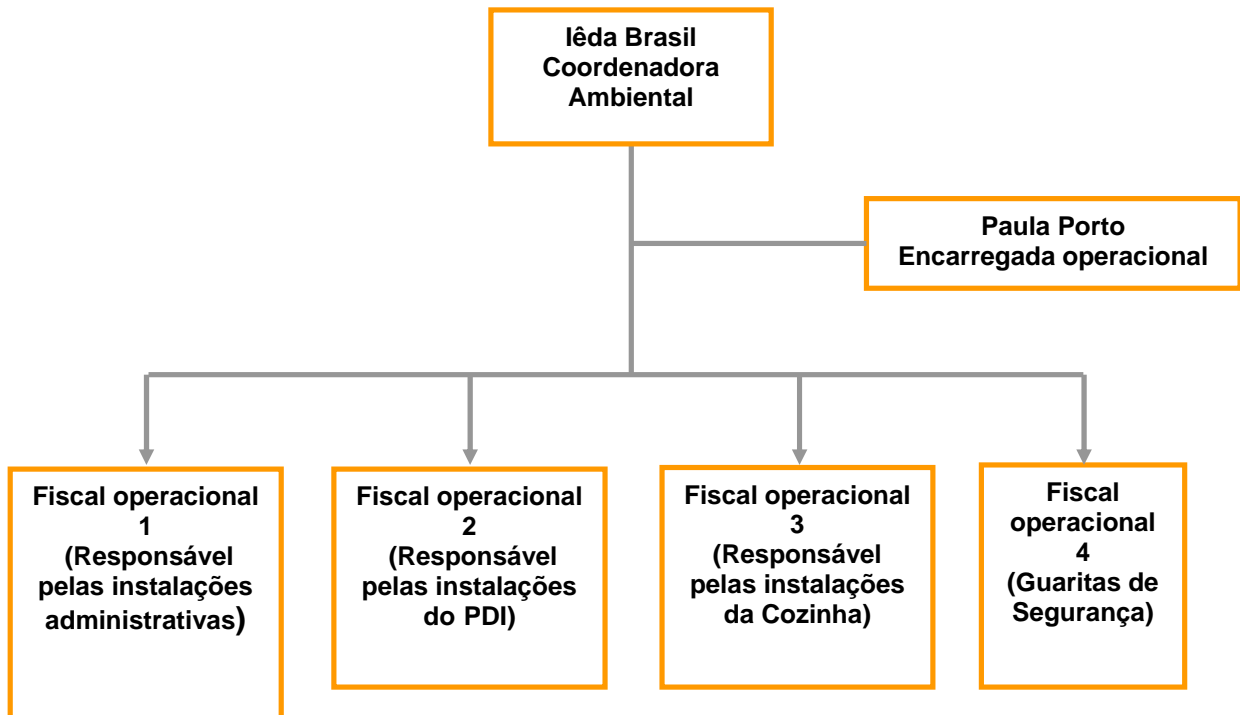 Iêda Brasil
Coordenadora
Ambiental
Paula Porto
Encarregada operacional
Fiscal operacional
1
(Responsável
pelas instalações
administrativas)
Fiscal operacional
2
(Responsável
pelas instalações
do PDI)
Fiscal operacional
3
(Responsável
pelas instalações
da Cozinha)
Fiscal
operacional
4
(Guaritas de
Segurança)